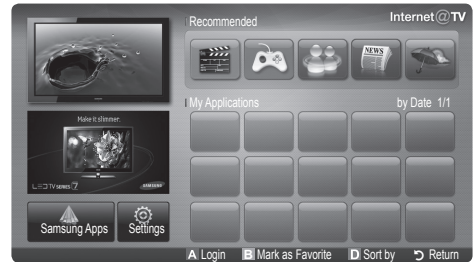 Recommended
Internet@TV
NEWS
My Applications
by Date 1/1
Make it slimmer.
LED TV SERIES 7
SAMSUNG
Samsung Apps
Settings
A Login
B Mark as Favorite
D Sort by
Return